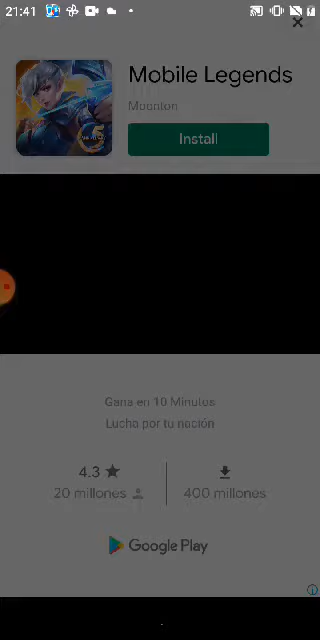 21:41
Mobile Legends
Moonton
Install
Gana en 10 Minutos
Lucha por tu nación
4.3
20 millones
400 millones
Google Play